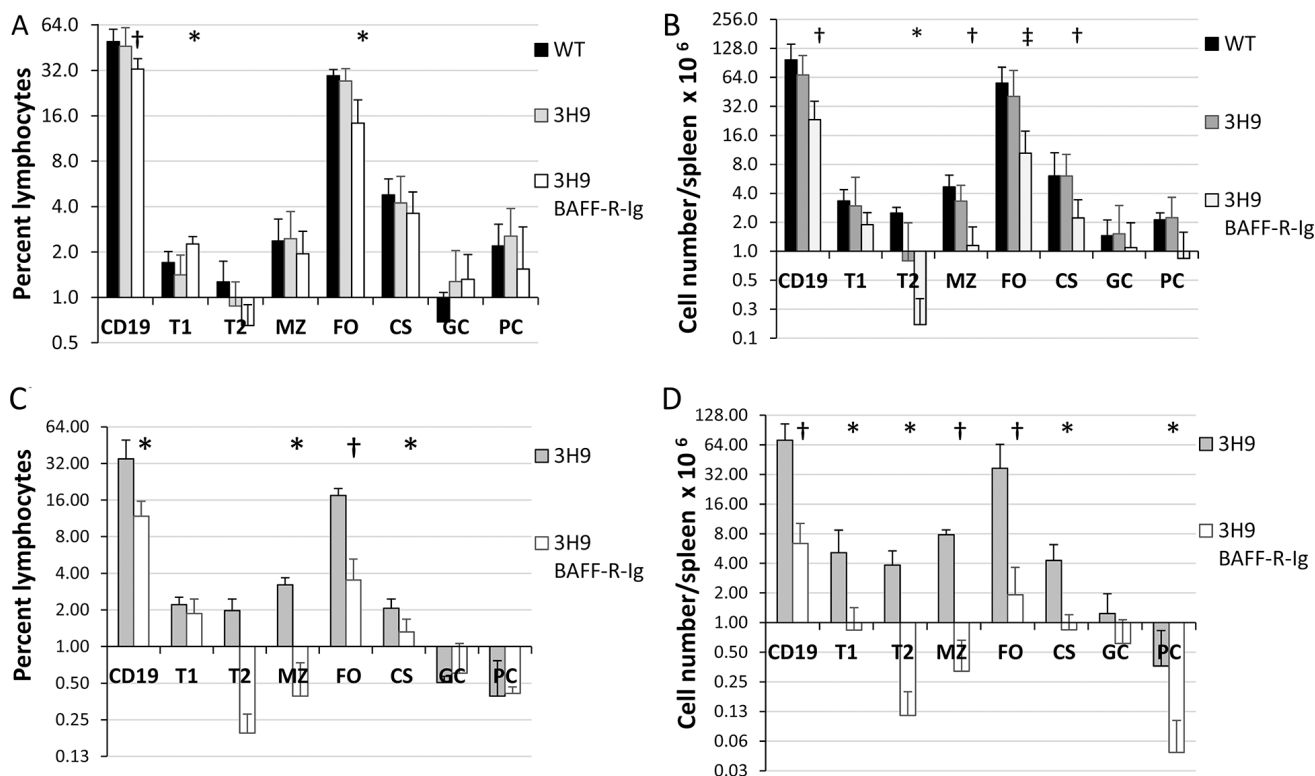 A
Percent lymphocytes
64.0
32.0
16.0
8.0
4.0
2.0
1.0
0.5
† * *
CD19 T1 T2 MZ FO CS GC PC
WT
3H9
3H9
BAFF-R-Ig
B
Cell number/spleen x 10 6
256.0
128.0
64.0
32.0
16.0
8.0
4.0
2.0
1.0
0.5
0.3
0.1
† * † ‡ †
CD19 T1 T2 MZ FO CS GC PC
WT
3H9
3H9
BAFF-R-Ig
C
Percent lymphocytes
64.00
32.00
16.00
8.00
4.00
2.00
1.00
0.50
0.25
0.13
* * † *
CD19 T1 T2 MZ FO CS GC PC
3H9
3H9
BAFF-R-Ig
D
Cell number/spleen x 10 6
128.00
64.00
32.00
16.00
8.00
4.00
2.00
1.00
0.50
0.25
0.13
0.06
0.03
† * * † † * *
CD19 T1 T2 MZ FO CS GC PC
3H9
3H9
BAFF-R-Ig